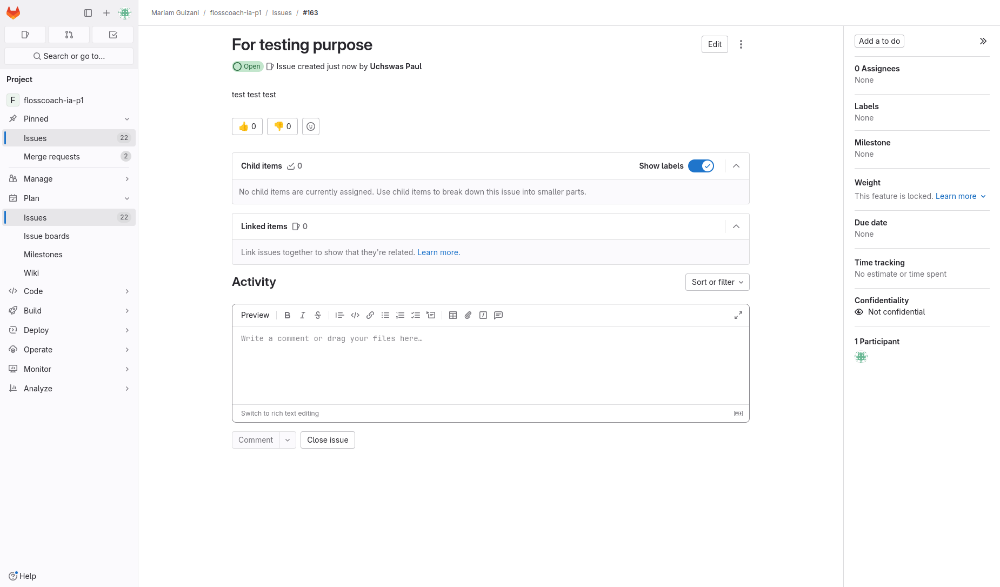 Mariam Guizani / flosscoach-ia-p1 / Issues / #163
Search or go to...
Project
F flosscoach-ia-p1
Pinned
Issues 22
Merge requests 2
Manage
Plan
Issues 22
Issue boards
Milestones
Wiki
Code
Build
Deploy
Operate
Monitor
Analyze
Help
For testing purpose
Edit
Open Issue created just now by Uchswas Paul
test test test
👍 0 👎 0
Child items 0 Show labels
No child items are currently assigned. Use child items to break down this issue into smaller parts.
Linked items 0
Link issues together to show that they're related. Learn more.
Activity Sort or filter
Preview
Write a comment or drag your files here…
Switch to rich text editing
Comment Close issue
Add a to do
0 Assignees
None
Labels
None
Milestone
None
Weight
This feature is locked. Learn more
Due date
None
Time tracking
No estimate or time spent
Confidentiality
Not confidential
1 Participant